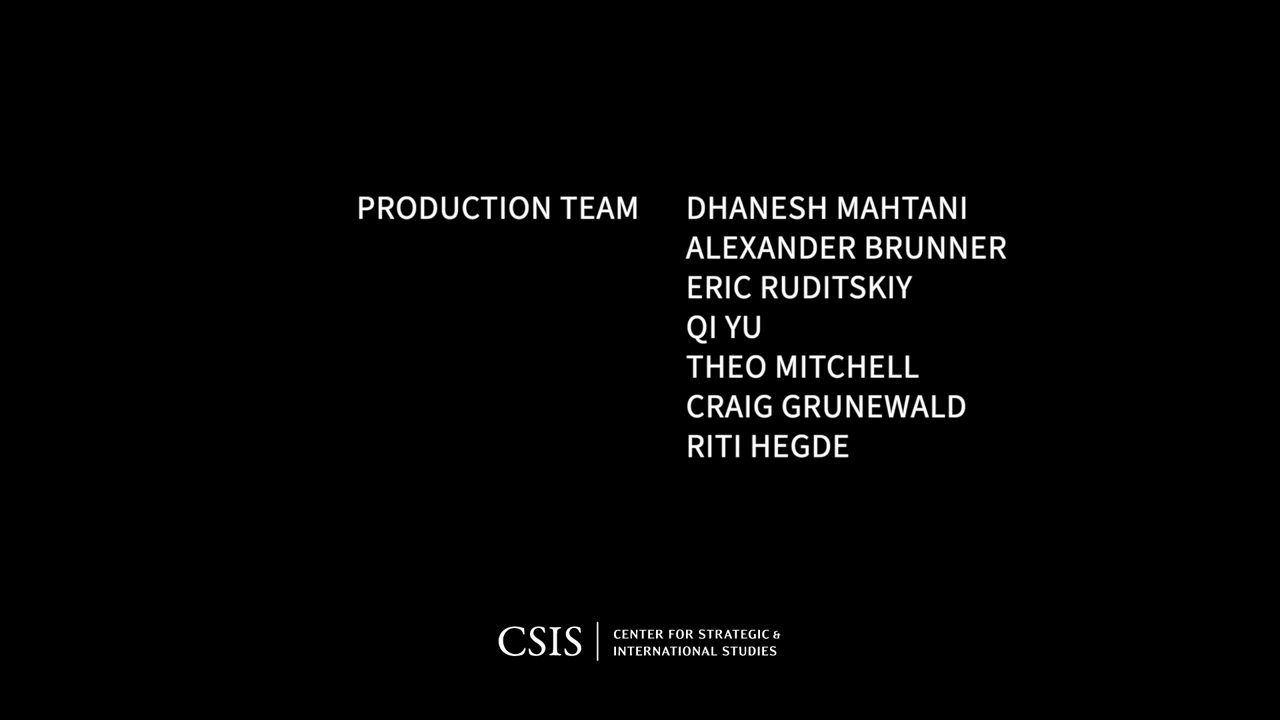 PRODUCTION TEAM DHANESH MAHTANI
ALEXANDER BRUNNER
ERIC RUDITSKIY
QI YU
THEO MITCHELL
CRAIG GRUNEWALD
RITI HEGDE
CSIS
CENTER FOR STRATEGIC &
INTERNATIONAL STUDIES